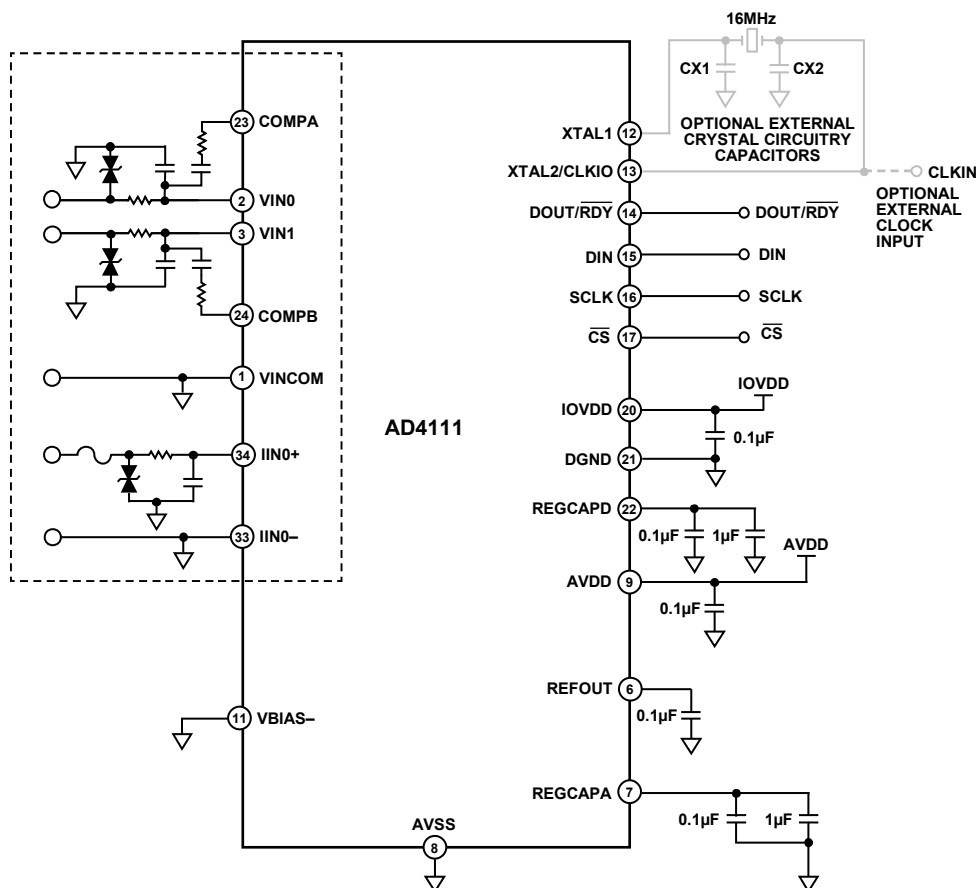 16MHz
CX1
CX2
OPTIONAL EXTERNAL
CRYSTAL CIRCUITRY
CAPACITORS
23 COMPA
XTAL1 12
XTAL2/CLKIO 13
CLKIN
OPTIONAL
EXTERNAL
CLOCK
INPUT
2 VIN0
DOUT/RDY 14
DOUT/RDY
3 VIN1
DIN 15
DIN
SCLK 16
SCLK
24 COMPB
CS 17
CS
1 VINCOM
IOVDD
IOVDD 20
0.1µF
AD4111
34 IIN0+
DGND 21
REGCAPD 22
0.1µF
1µF
33 IIN0–
AVDD
AVDD 9
0.1µF
REFOUT 6
0.1µF
11 VBIAS–
REGCAPA 7
0.1µF
1µF
AVSS
8